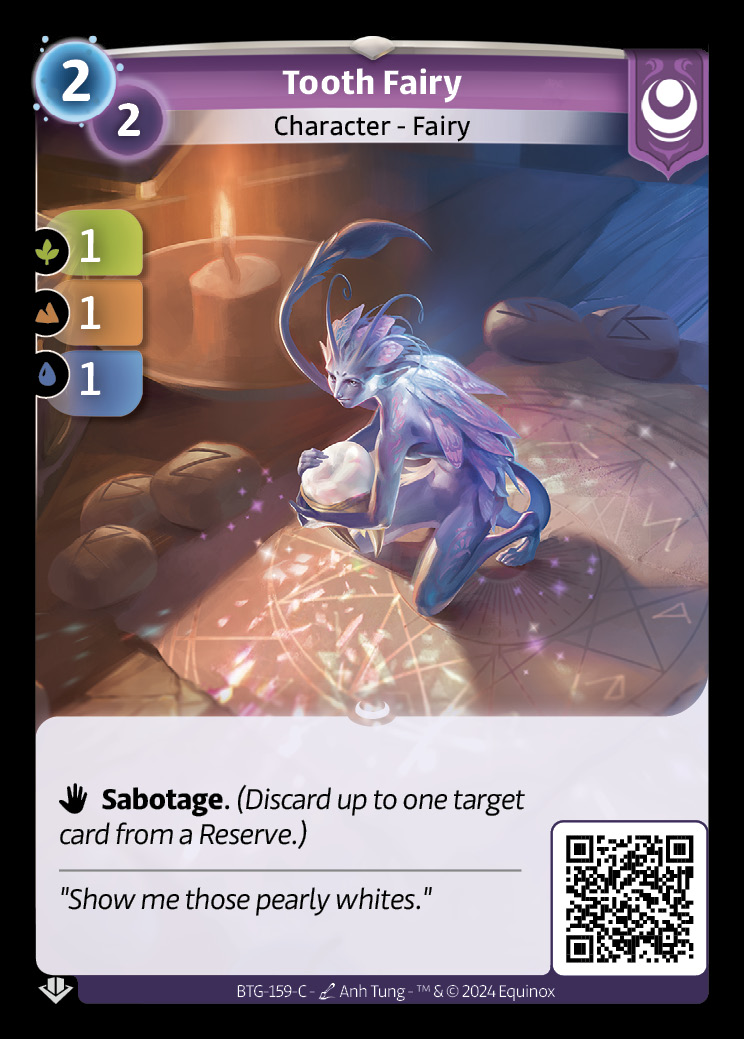 2
Tooth Fairy
2
Character - Fairy
1
1
1
Sabotage. (Discard up to one target
card from a Reserve.)
"Show me those pearly whites."
BTG-159-C - Anh Tung - ™ & © 2024 Equinox